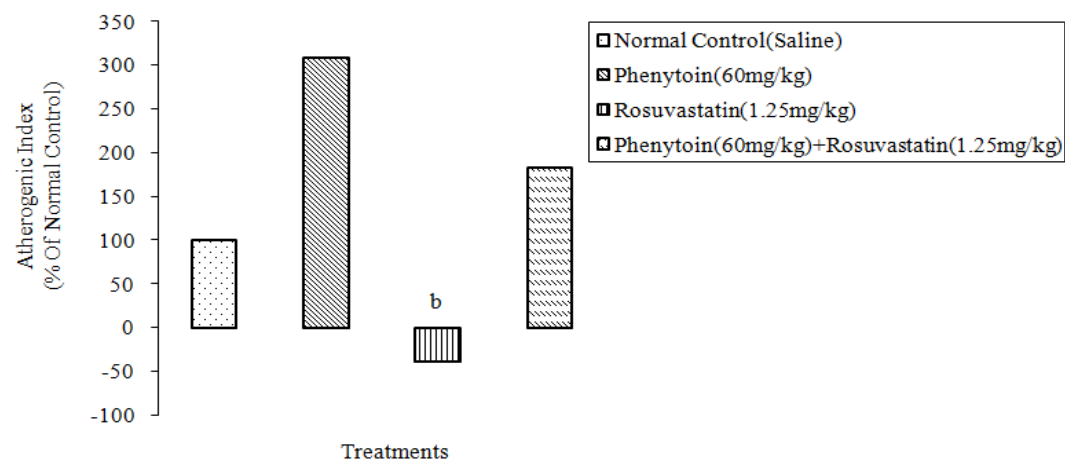 350
300
250
200
150
100
50
0
-50
-100
Atherogenic Index
(% Of Normal Control)
b
Treatments
Normal Control(Saline)
Phenytoin(60mg/kg)
Rosuvastatin(1.25mg/kg)
Phenytoin(60mg/kg)+Rosuvastatin(1.25mg/kg)